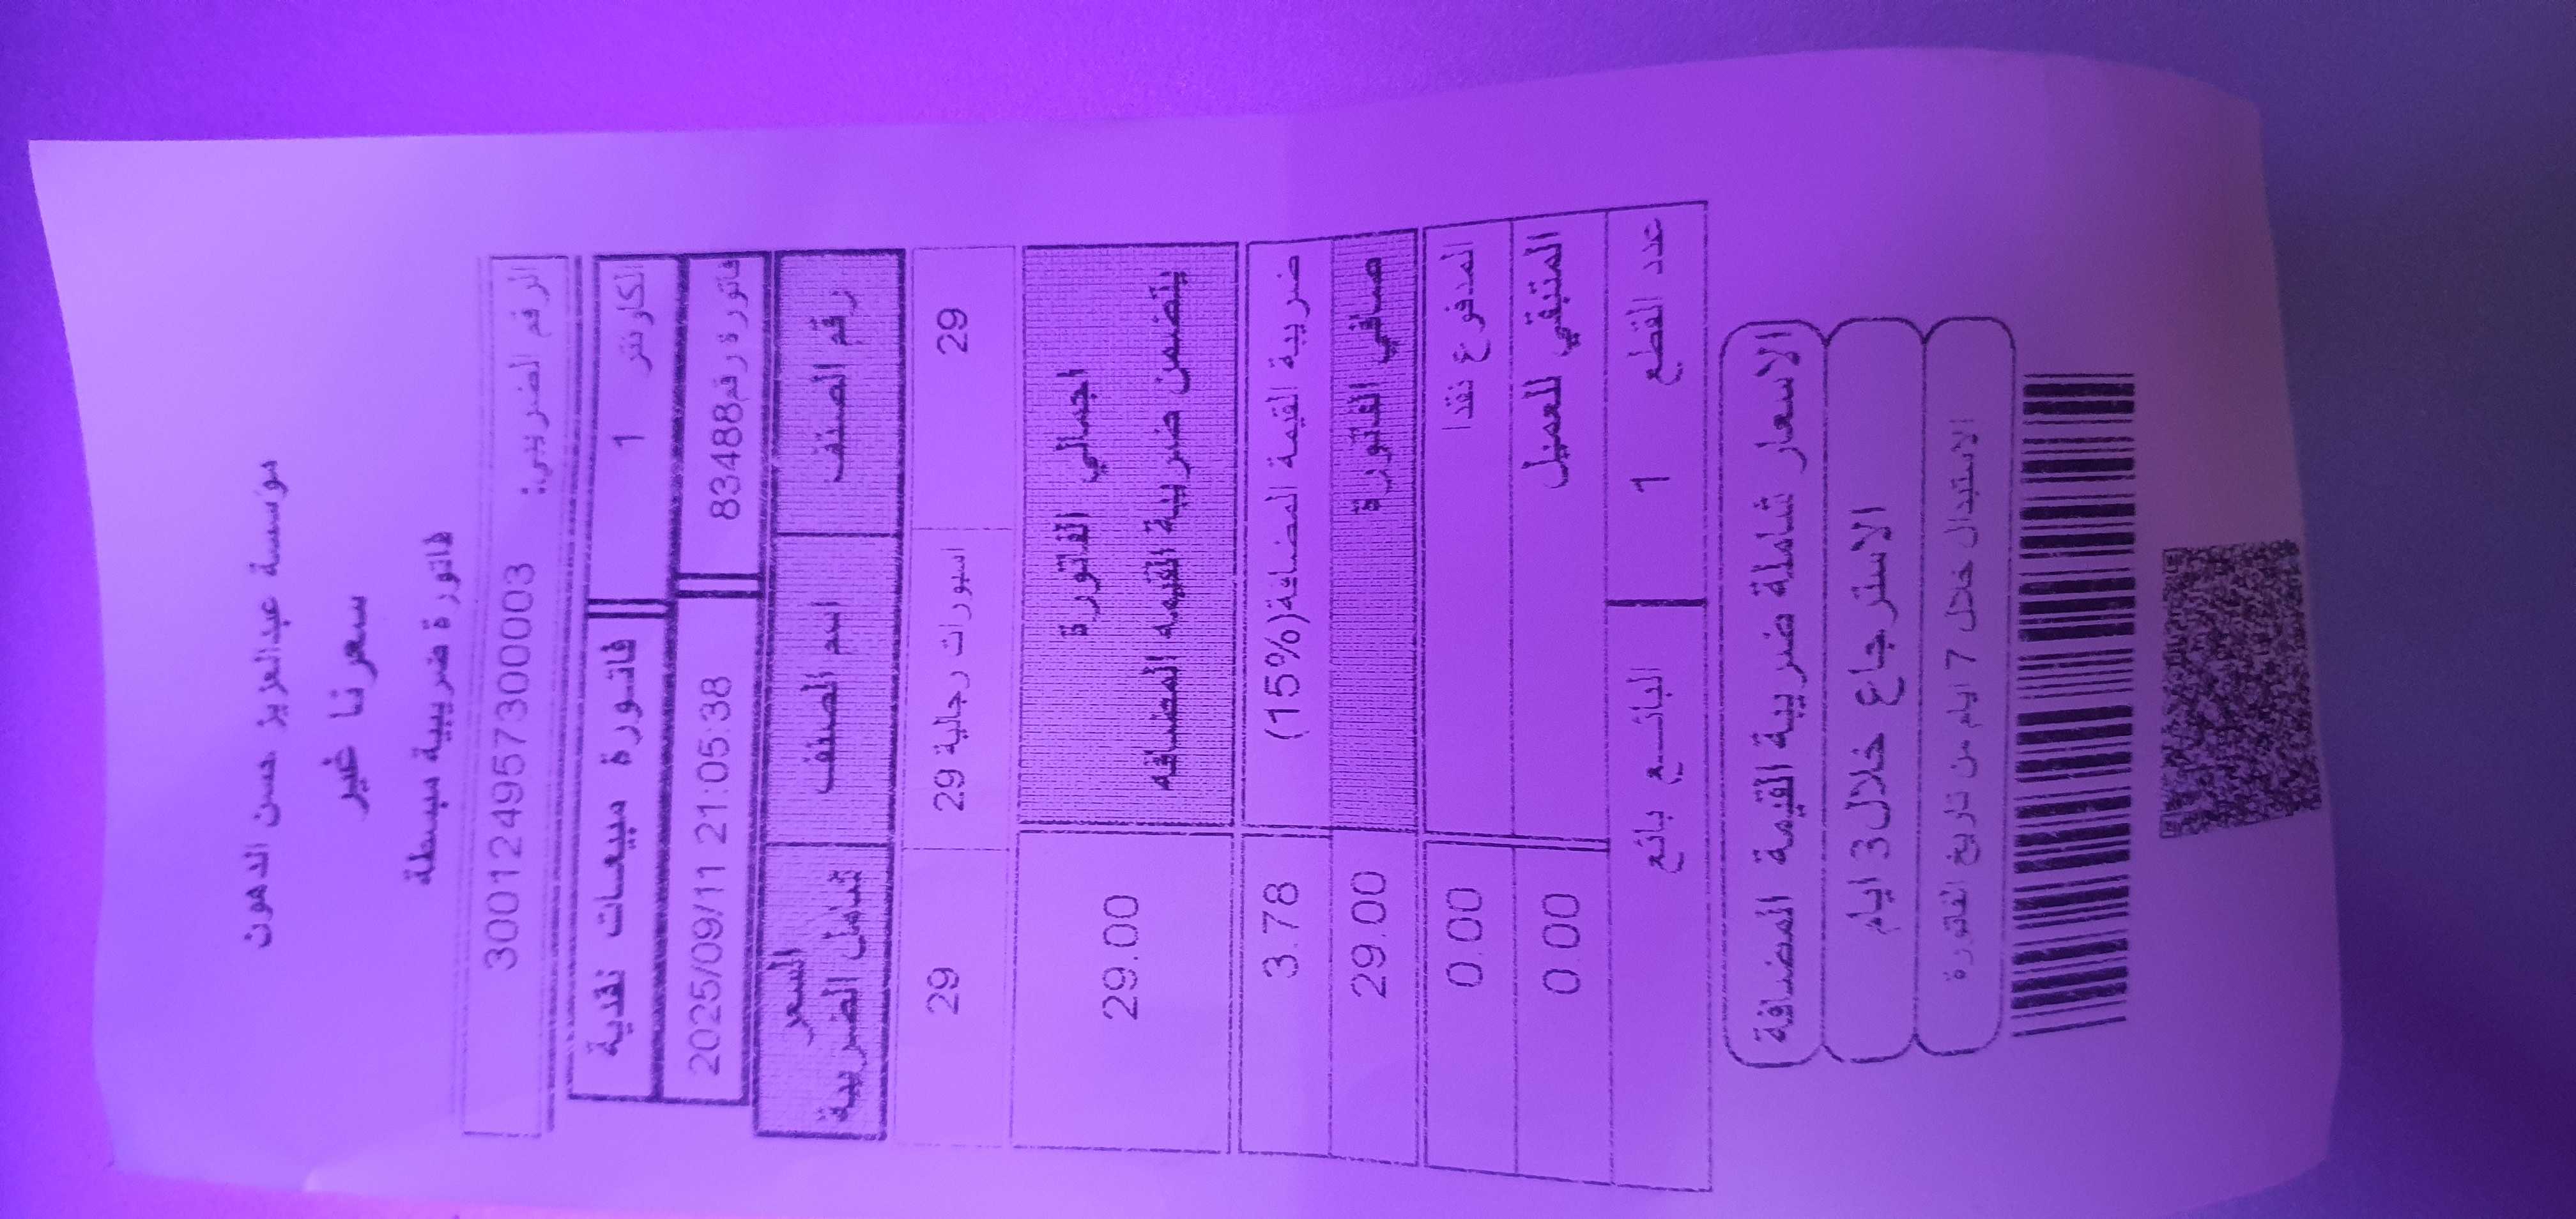 مؤسسة عبدالعزيز حسن الدهون
سعرنا غير
فاتورة ضريبية مبسطة
الرقم الضريبي: 300124957300003
الكاونتر 1 فاتـورة مبيعـات نقدية
فاتورة رقم83488 2025/09/11 21:05:38
رقم الصنف اسم الصنف السعر شامل الضريبة
29 اسبورات رجالية 29 29
اجمالي الفاتورة 29.00
يتضمن ضريبة القيمه المضافه
ضريبة القيمة المضافة(15%) 3.78
صافي الفاتورة 29.00
المدفوع نقدا 0.00
المتبقي للعميل 0.00
عدد القطع 1 البائـــع بائع
الاسعار شاملة ضريبة القيمة المضافة
الاسترجاع خلال3 ايام
الاستبدال خلال 7 ايام من تاريخ الفاتورة